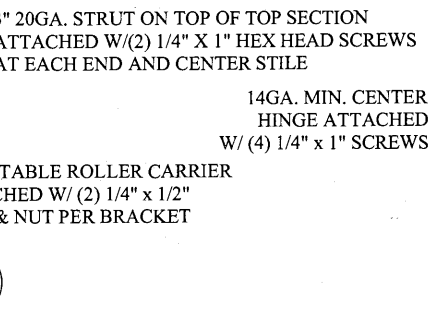 " 20GA. STRUT ON TOP OF TOP SECTION
ATTACHED W/(2) 1/4" X 1" HEX HEAD SCREWS
AT EACH END AND CENTER STILE
14GA. MIN. CENTER
HINGE ATTACHED
W/ (4) 1/4" x 1" SCREWS
TABLE ROLLER CARRIER
CHED W/ (2) 1/4" x 1/2"
& NUT PER BRACKET